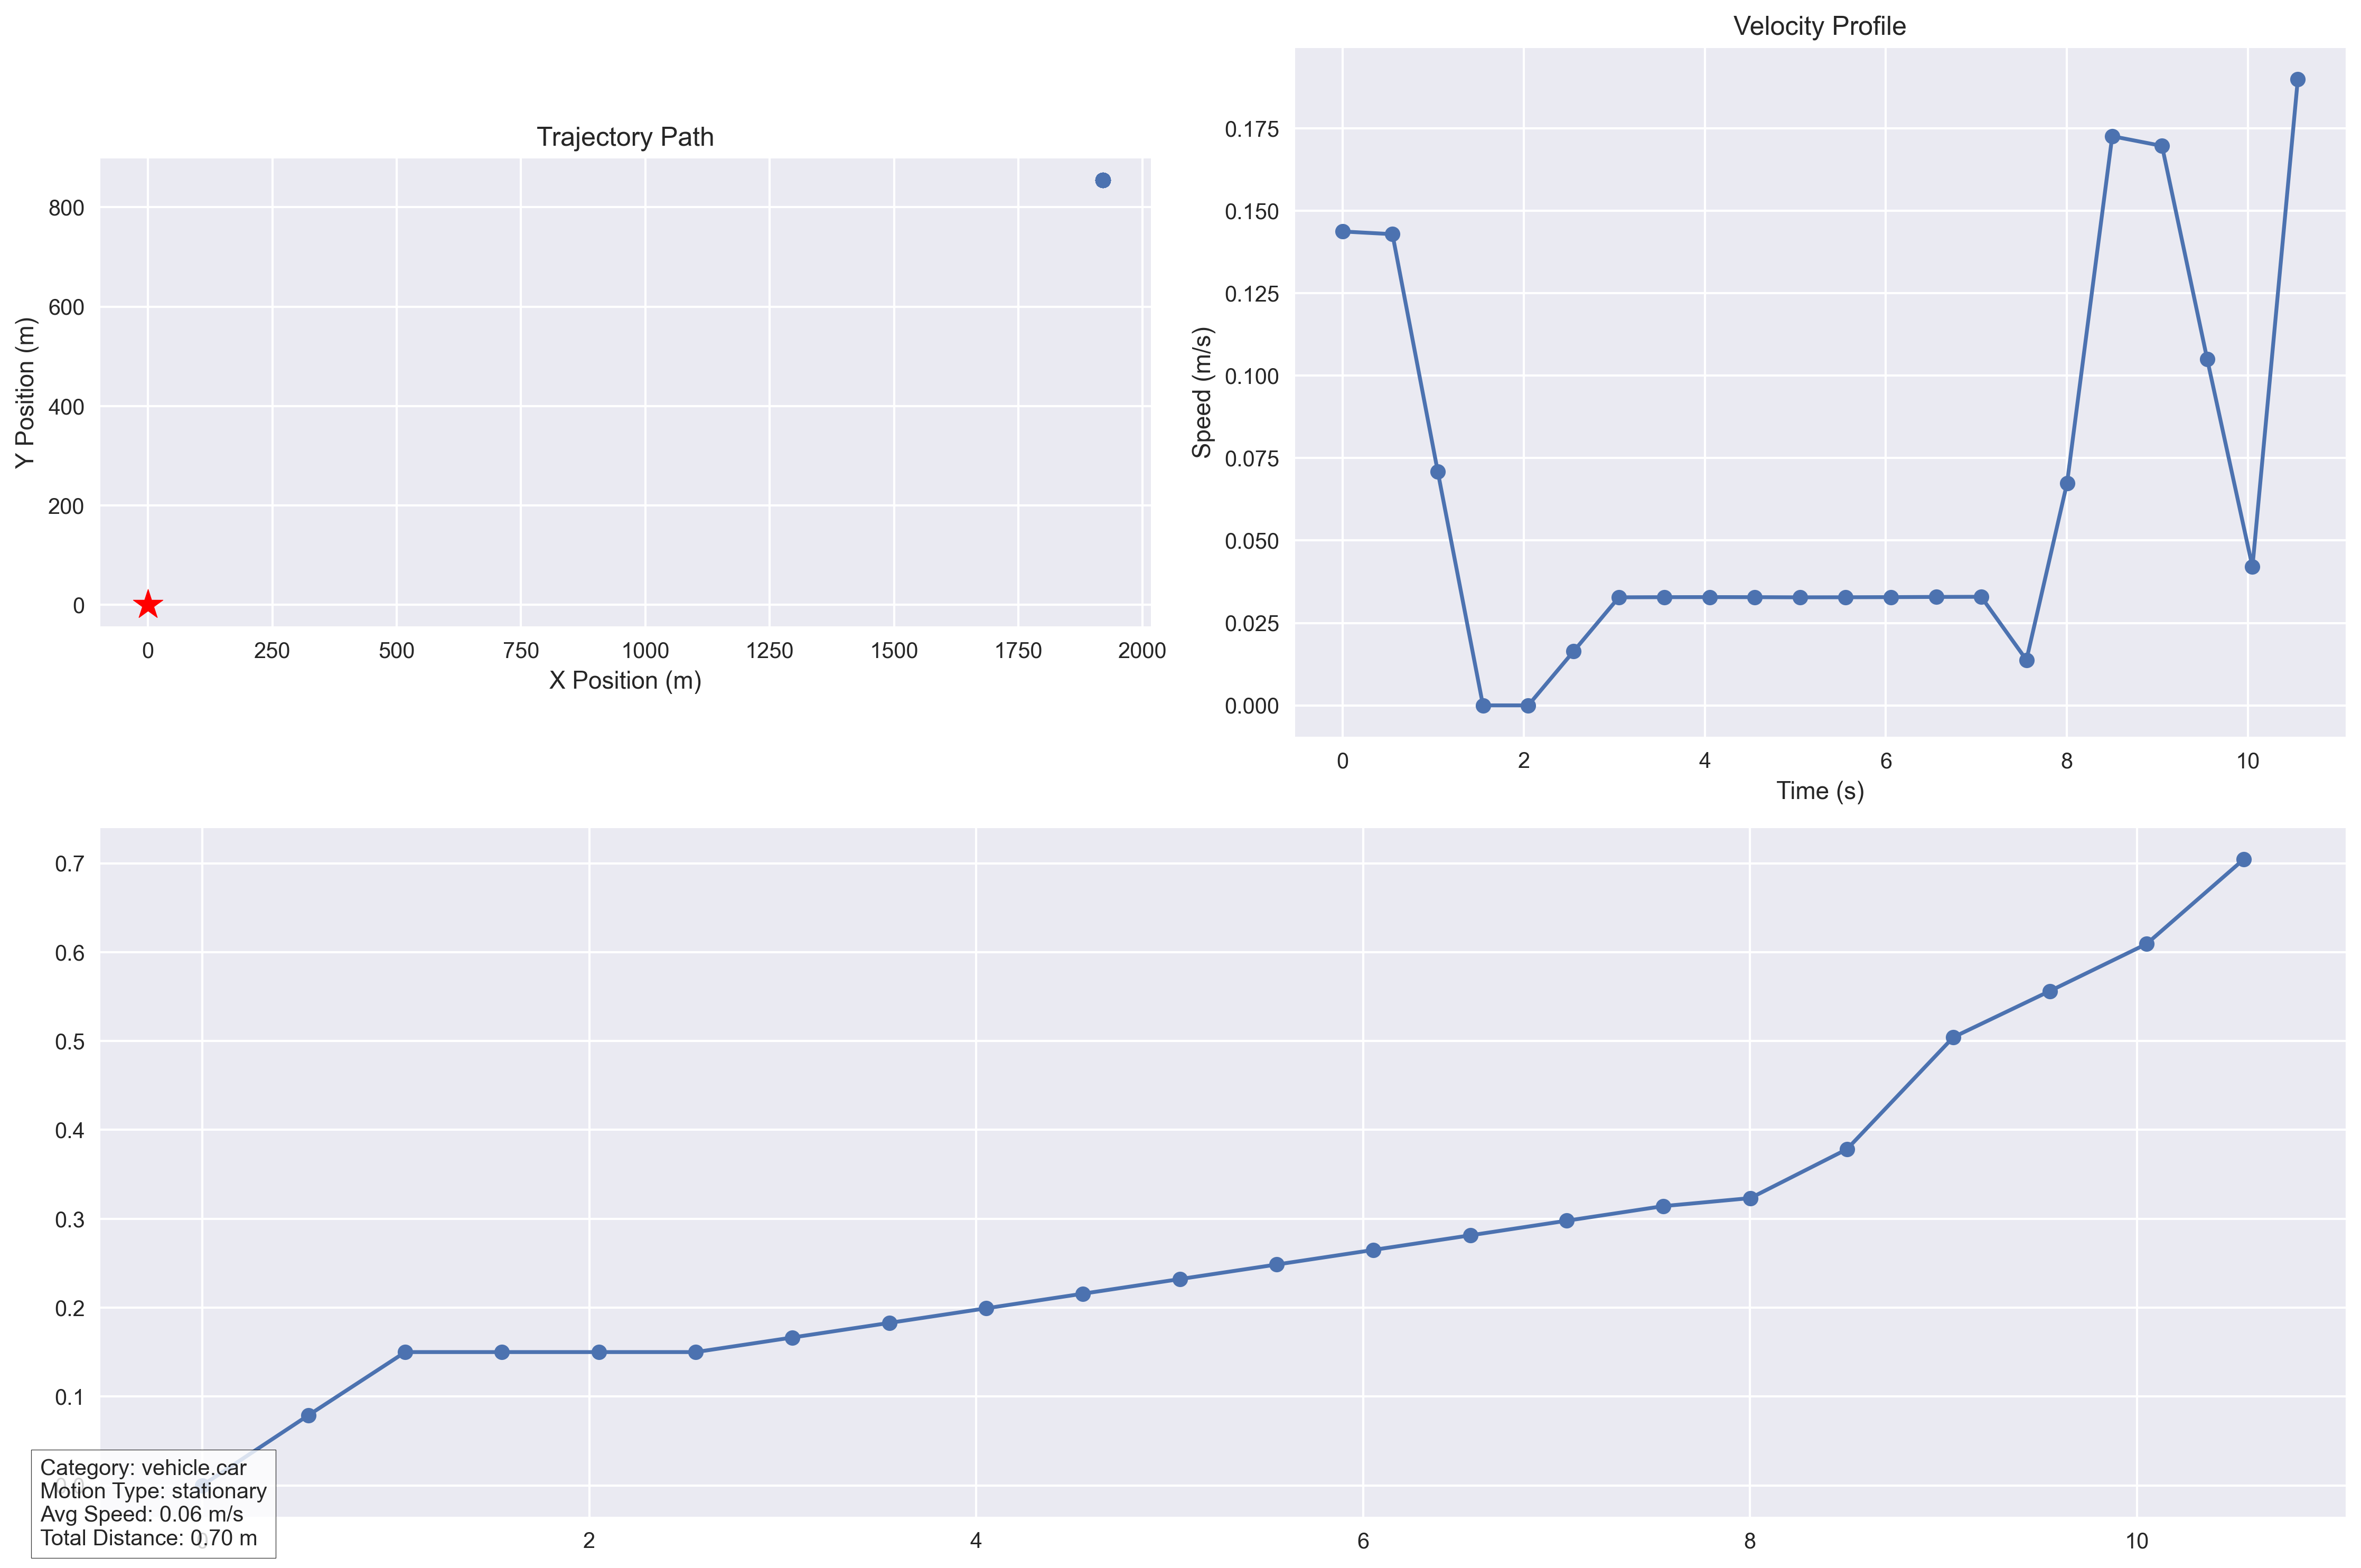 Trajectory Path
Y Position (m)
800
600
400
200
0
0 250 500 750 1000 1250 1500 1750 2000
X Position (m)
Velocity Profile
Speed (m/s)
0.175
0.150
0.125
0.100
0.075
0.050
0.025
0.000
0 2 4 6 8 10
Time (s)
0.7
0.6
0.5
0.4
0.3
0.2
0.1
0.0
Category: vehicle.car
Motion Type: stationary
Avg Speed: 0.06 m/s
Total Distance: 0.70 m
0 2 4 6 8 10